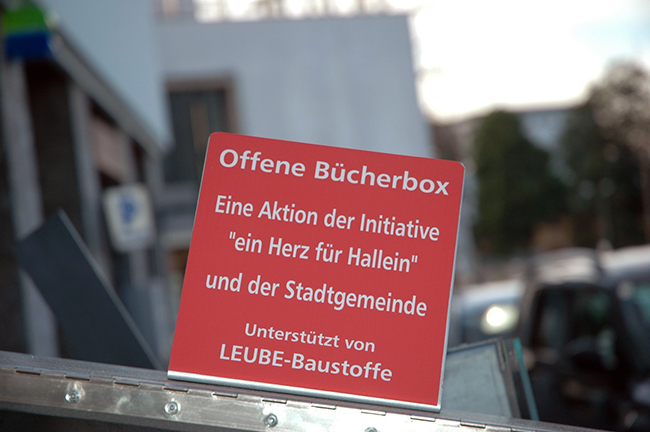 Offene Bücherbox
Eine Aktion der Initiative
"ein Herz für Hallein"
und der Stadtgemeinde
Unterstützt von
LEUBE-Baustoffe